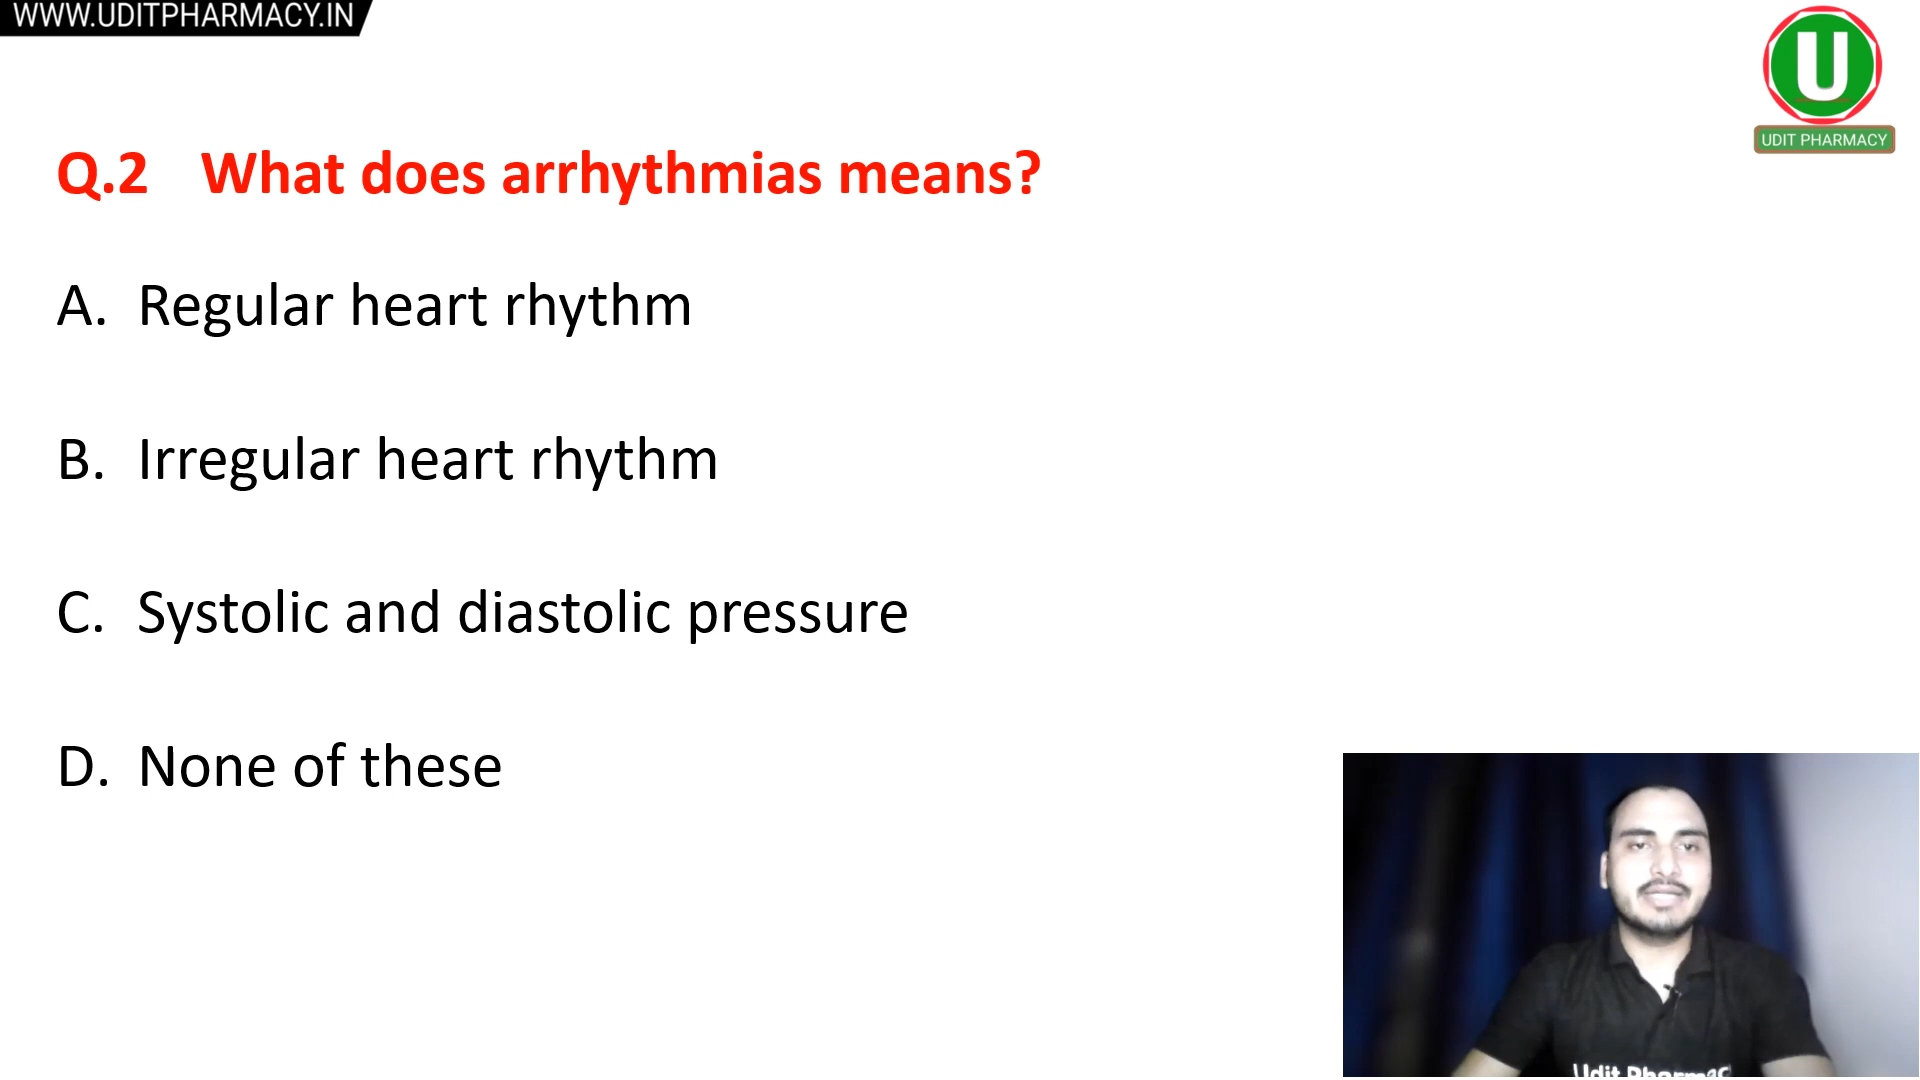 WWW.UDITPHARMACY.IN
U
UDIT PHARMACY
Q.2 What does arrhythmias means?
A. Regular heart rhythm
B. Irregular heart rhythm
C. Systolic and diastolic pressure
D. None of these
Udit